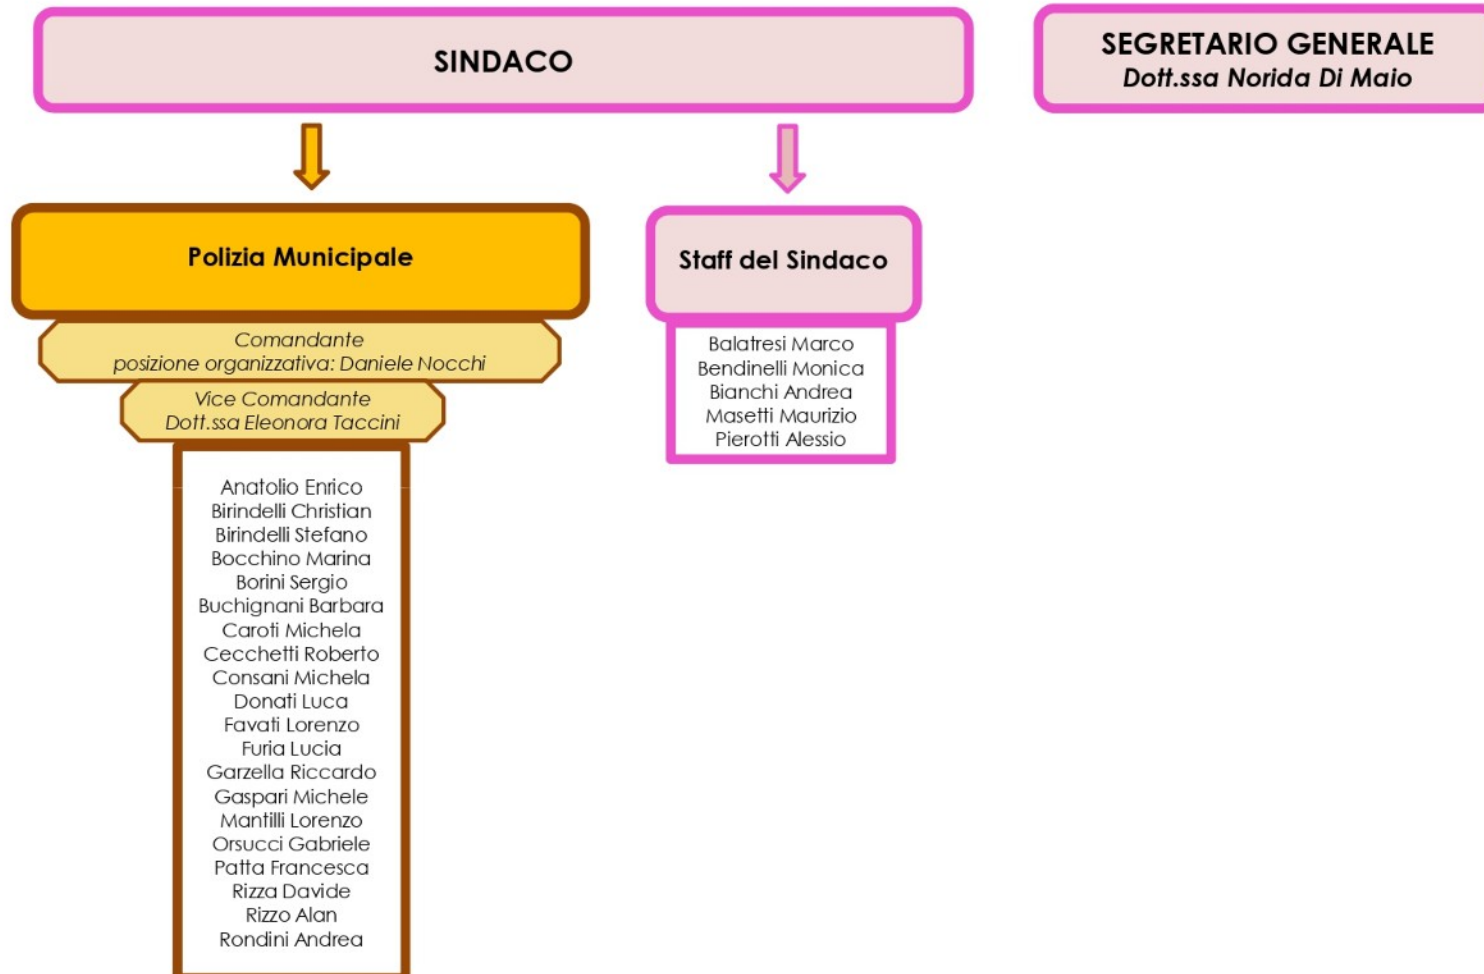 SINDACO
SEGRETARIO GENERALE
Dott.ssa Norida Di Maio
Polizia Municipale
Comandante
posizione organizzativa: Daniele Nocchi
Vice Comandante
Dott.ssa Eleonora Taccini
Anatolio Enrico
Birindelli Christian
Birindelli Stefano
Bocchino Marina
Borini Sergio
Buchignani Barbara
Caroti Michela
Cecchetti Roberto
Consani Michela
Donati Luca
Favati Lorenzo
Furia Lucia
Garzella Riccardo
Gaspari Michele
Mantilli Lorenzo
Orsucci Gabriele
Patta Francesca
Rizza Davide
Rizzo Alan
Rondini Andrea
Staff del Sindaco
Balatresi Marco
Bendinelli Monica
Bianchi Andrea
Masetti Maurizio
Pierotti Alessio